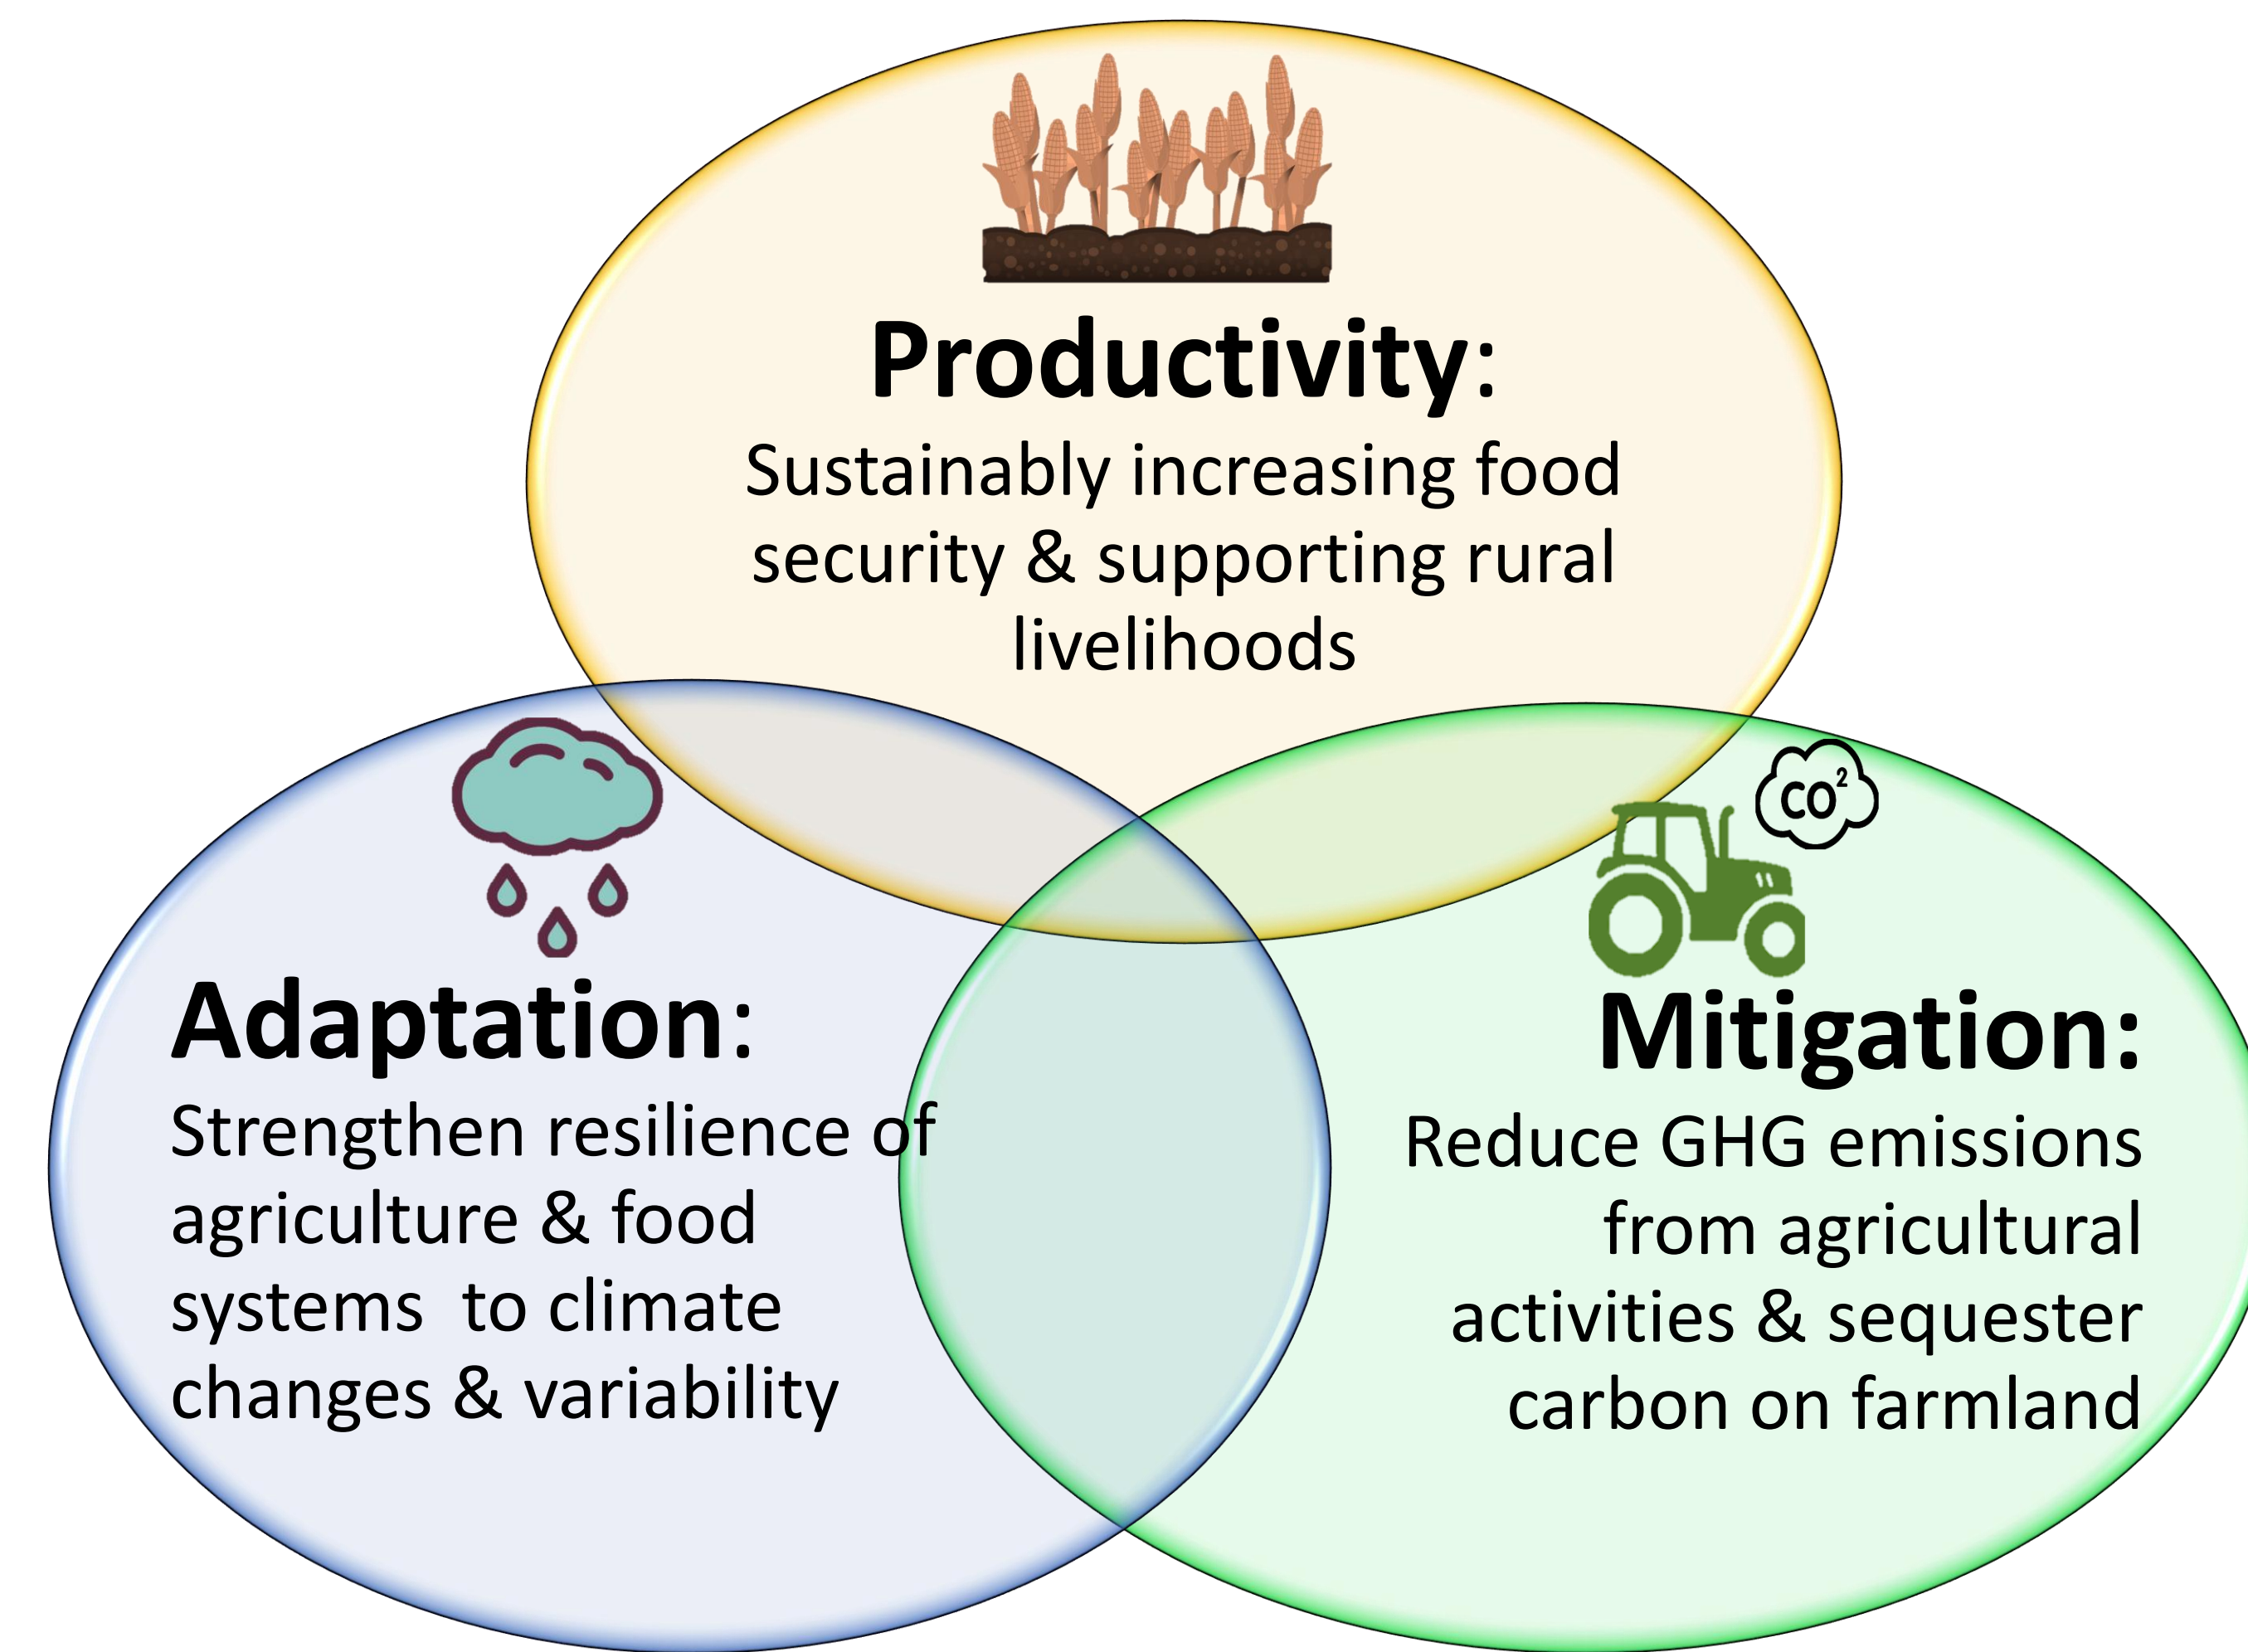 Productivity:
Sustainably increasing food
security & supporting rural
livelihoods
Adaptation:
Strengthen resilience of
agriculture & food
systems  to climate
changes & variability
CO²
Mitigation:
Reduce GHG emissions
from agricultural
activities & sequester
carbon on farmland